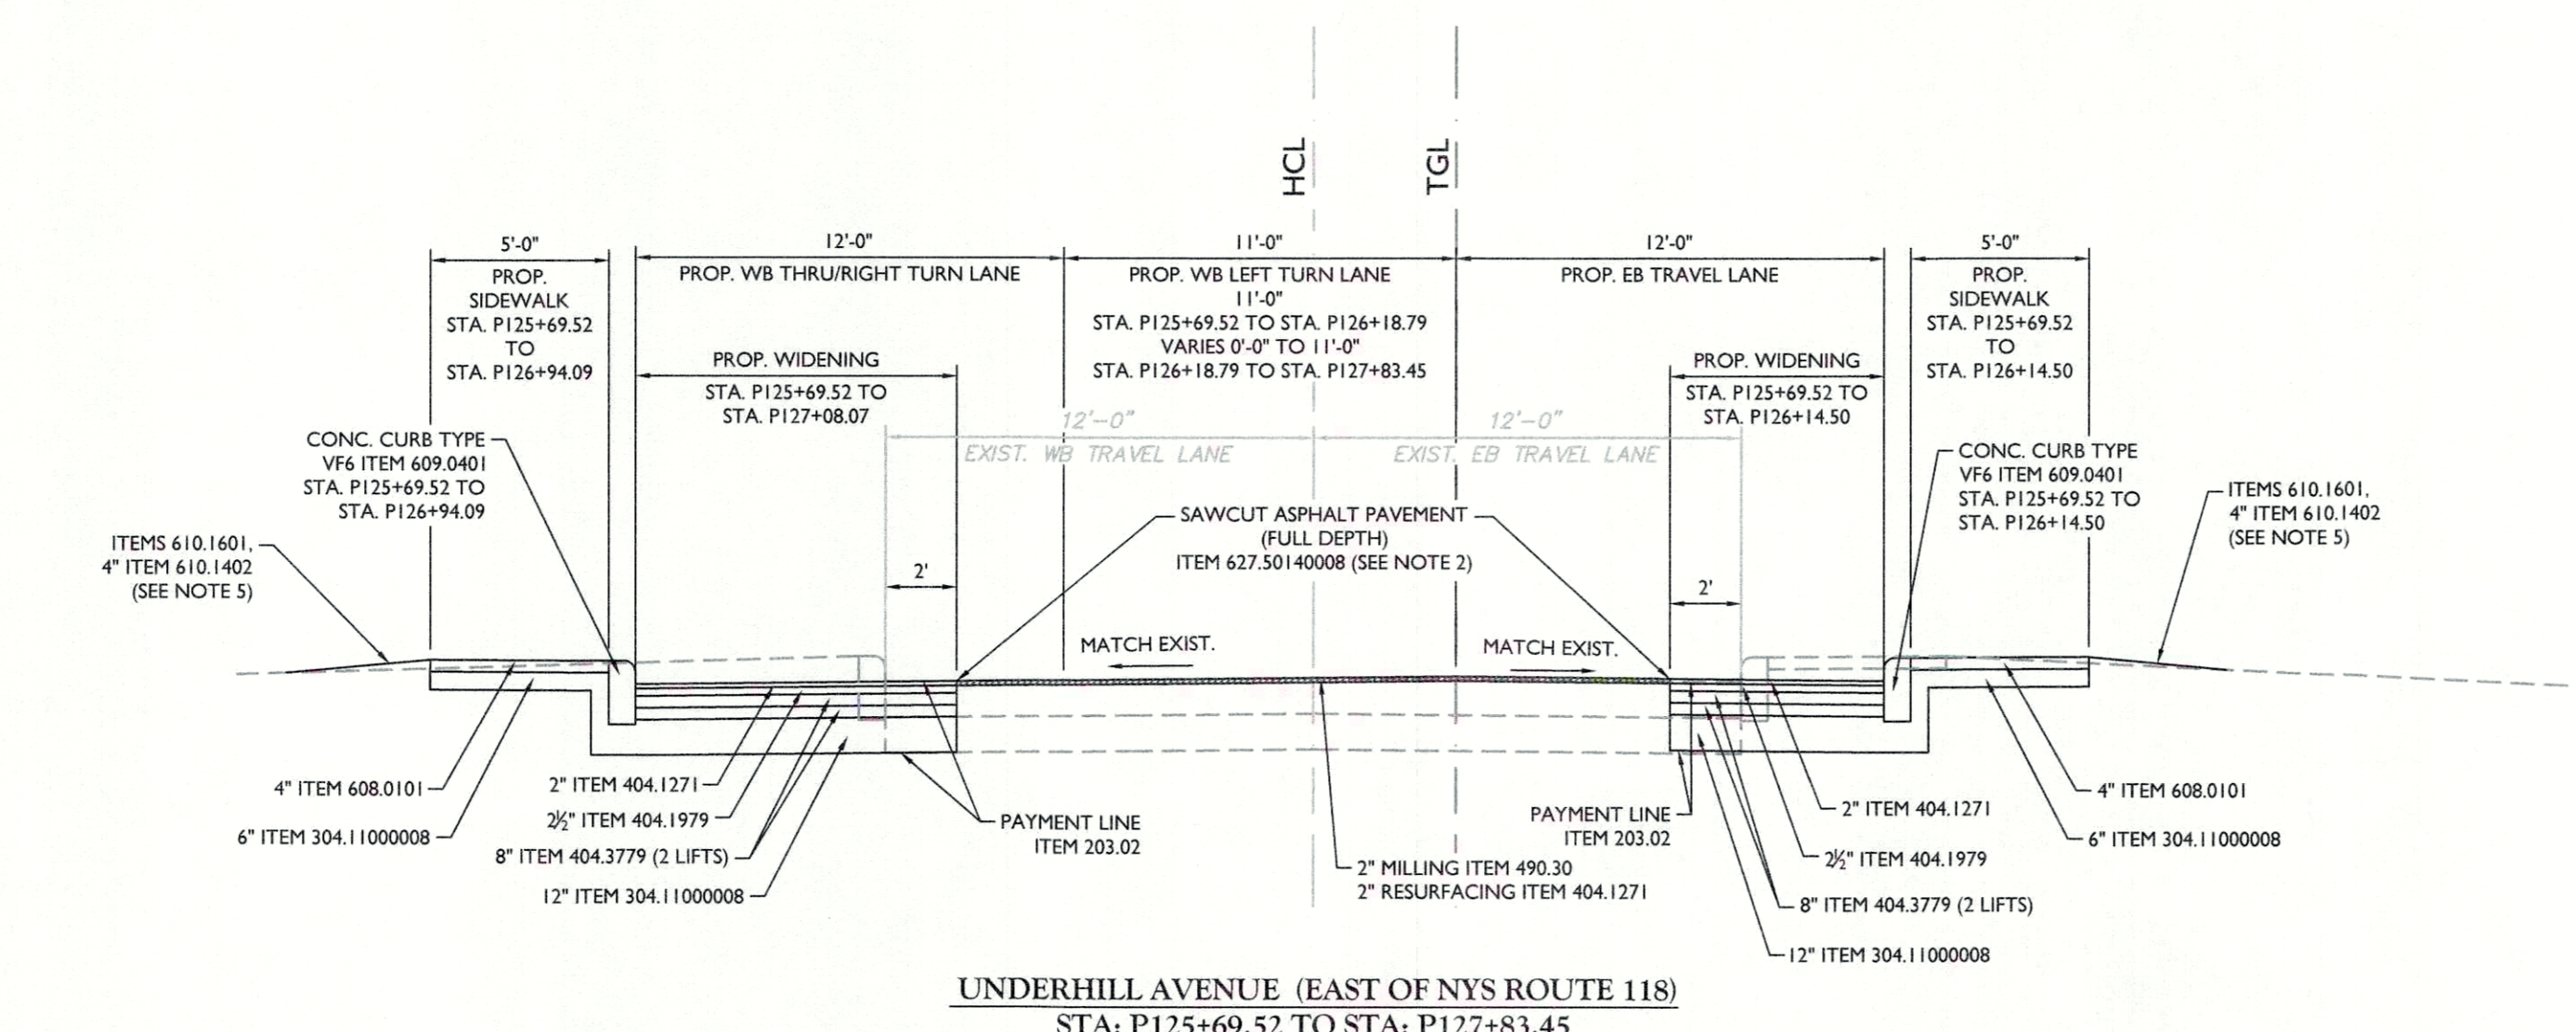 HCL
TGL
5'-0"
PROP.
SIDEWALK
STA. P125+69.52
TO
STA. P126+94.09
12'-0"
PROP. WB THRU/RIGHT TURN LANE
11'-0"
PROP. WB LEFT TURN LANE
11'-0"
STA. P125+69.52 TO STA. P126+18.79
VARIES 0'-0" TO 11'-0"
STA. P126+18.79 TO STA. P127+83.45
12'-0"
PROP. EB TRAVEL LANE
5'-0"
PROP.
SIDEWALK
STA. P125+69.52
TO
STA. P126+14.50
PROP. WIDENING
STA. P125+69.52 TO
STA. P127+08.07
PROP. WIDENING
STA. P125+69.52 TO
STA. P126+14.50
12'-0"
EXIST. WB TRAVEL LANE
12'-0"
EXIST. EB TRAVEL LANE
CONC. CURB TYPE
VF6 ITEM 609.0401
STA. P125+69.52 TO
STA. P126+94.09
CONC. CURB TYPE
VF6 ITEM 609.0401
STA. P125+69.52 TO
STA. P126+14.50
ITEMS 610.1601,
4" ITEM 610.1402
(SEE NOTE 5)
ITEMS 610.1601,
4" ITEM 610.1402
(SEE NOTE 5)
SAWCUT ASPHALT PAVEMENT
(FULL DEPTH)
ITEM 627.50140008 (SEE NOTE 2)
2'
2'
MATCH EXIST.
MATCH EXIST.
4" ITEM 608.0101
6" ITEM 304.11000008
2" ITEM 404.1271
2½" ITEM 404.1979
8" ITEM 404.3779 (2 LIFTS)
12" ITEM 304.11000008
PAYMENT LINE
ITEM 203.02
2" MILLING ITEM 490.30
2" RESURFACING ITEM 404.1271
PAYMENT LINE
ITEM 203.02
2" ITEM 404.1271
2½" ITEM 404.1979
8" ITEM 404.3779 (2 LIFTS)
12" ITEM 304.11000008
4" ITEM 608.0101
6" ITEM 304.11000008
UNDERHILL AVENUE (EAST OF NYS ROUTE 118)
STA: P125+69.52 TO STA: P127+83.45